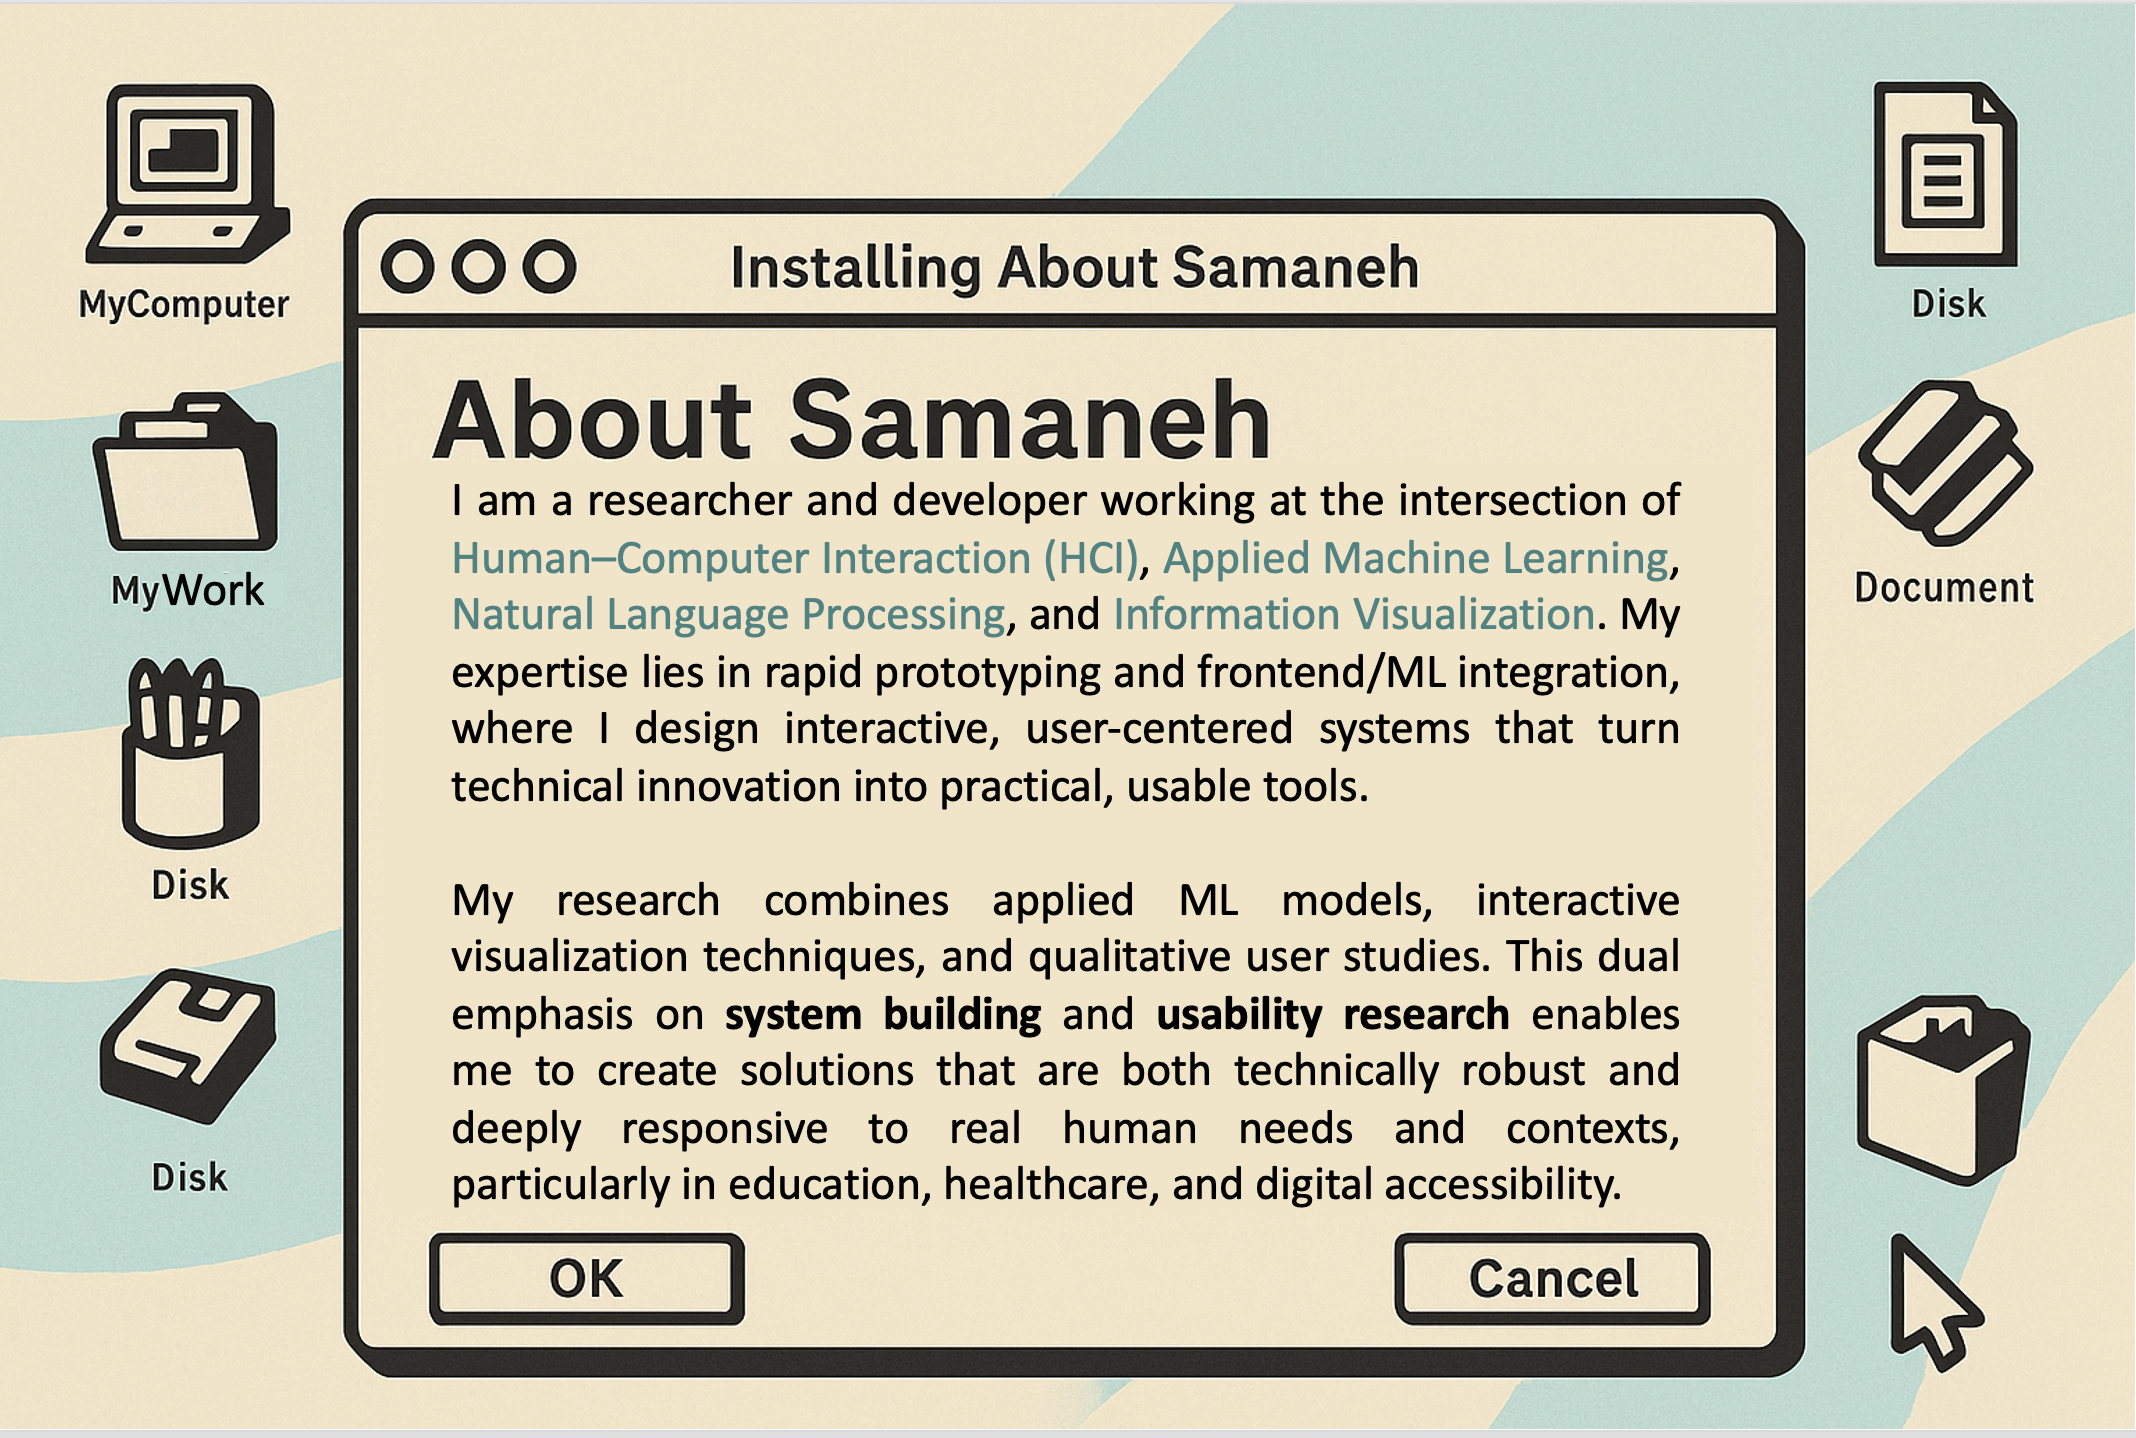 MyComputer
MyWork
Disk
Disk
Installing About Samaneh
About Samaneh
I am a researcher and developer working at the intersection of
Human–Computer Interaction (HCI), Applied Machine Learning,
Natural Language Processing, and Information Visualization. My
expertise lies in rapid prototyping and frontend/ML integration,
where I design interactive, user-centered systems that turn
technical innovation into practical, usable tools.
My research combines applied ML models, interactive
visualization techniques, and qualitative user studies. This dual
emphasis on system building and usability research enables
me to create solutions that are both technically robust and
deeply responsive to real human needs and contexts,
particularly in education, healthcare, and digital accessibility.
OK
Cancel
Disk
Document